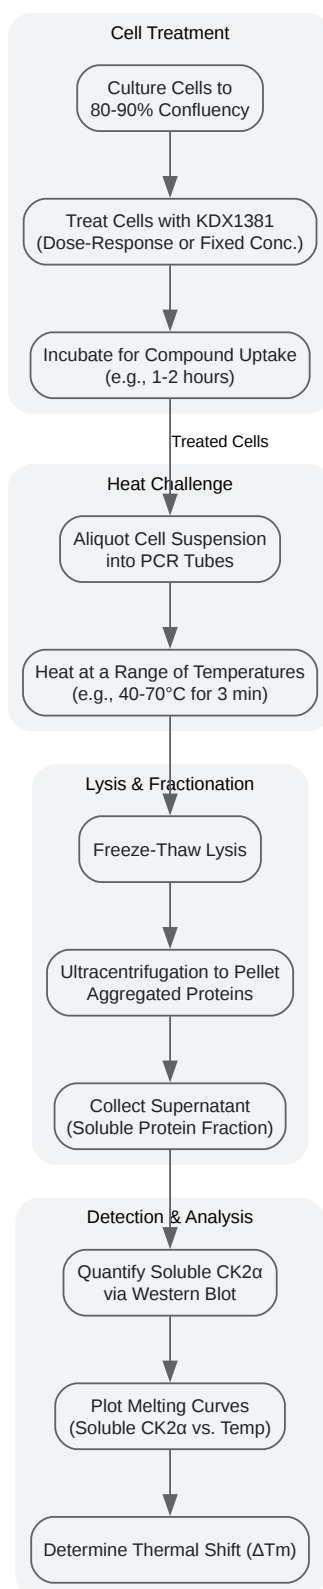 Cell Treatment
Culture Cells to
80-90% Confluency
Treat Cells with KDX1381
(Dose-Response or Fixed Conc.)
Incubate for Compound Uptake
(e.g., 1-2 hours)
Treated Cells
Heat Challenge
Aliquot Cell Suspension
into PCR Tubes
Heat at a Range of Temperatures
(e.g., 40-70°C for 3 min)
Lysis & Fractionation
Freeze-Thaw Lysis
Ultracentrifugation to Pellet
Aggregated Proteins
Collect Supernatant
(Soluble Protein Fraction)
Detection & Analysis
Quantify Soluble CK2α
via Western Blot
Plot Melting Curves
(Soluble CK2α vs. Temp)
Determine Thermal Shift (ΔTm)